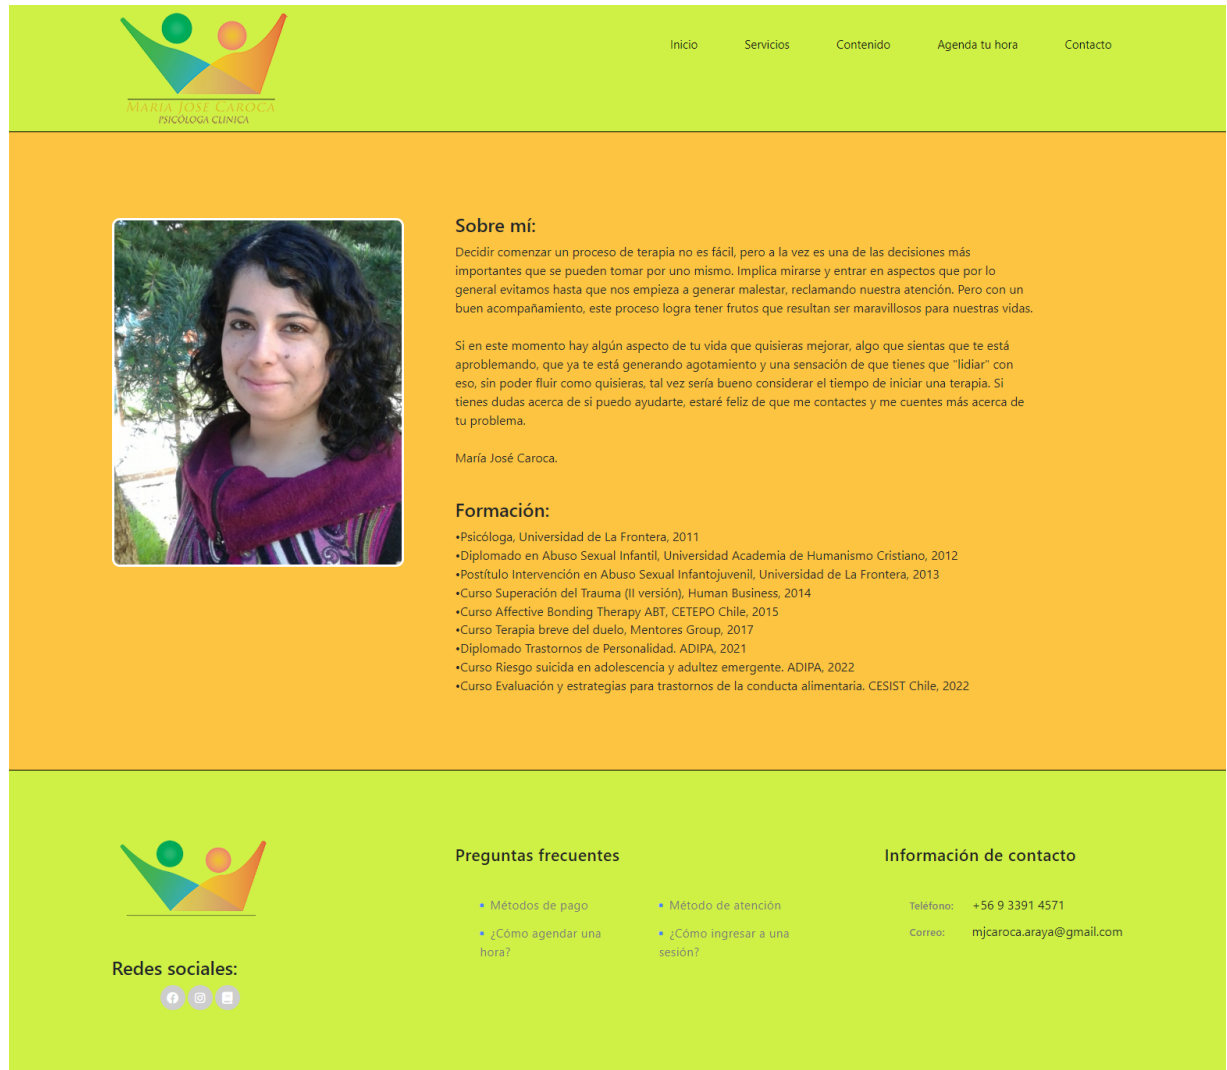 Inicio Servicios Contenido Agenda tu hora Contacto
MARIA JOSE CAROCA
PSICÓLOGA CLINICA
Sobre mí:
Decidir comenzar un proceso de terapia no es fácil, pero a la vez es una de las decisiones más
importantes que se pueden tomar por uno mismo. Implica mirarse y entrar en aspectos que por lo
general evitamos hasta que nos empieza a generar malestar, reclamando nuestra atención. Pero con un
buen acompañamiento, este proceso logra tener frutos que resultan ser maravillosos para nuestras vidas.
Si en este momento hay algún aspecto de tu vida que quisieras mejorar, algo que sientas que te está
aproblemando, que ya te está generando agotamiento y una sensación de que tienes que "lidiar" con
eso, sin poder fluir como quisieras, tal vez sería bueno considerar el tiempo de iniciar una terapia. Si
tienes dudas acerca de si puedo ayudarte, estaré feliz de que me contactes y me cuentes más acerca de
tu problema.
María José Caroca.
Formación:
•Psicóloga, Universidad de La Frontera, 2011
•Diplomado en Abuso Sexual Infantil, Universidad Academia de Humanismo Cristiano, 2012
•Postítulo Intervención en Abuso Sexual Infantojuvenil, Universidad de La Frontera, 2013
•Curso Superación del Trauma (II versión), Human Business, 2014
•Curso Affective Bonding Therapy ABT, CETEPO Chile, 2015
•Curso Terapia breve del duelo, Mentores Group, 2017
•Diplomado Trastornos de Personalidad. ADIPA, 2021
•Curso Riesgo suicida en adolescencia y adultez emergente. ADIPA, 2022
•Curso Evaluación y estrategias para trastornos de la conducta alimentaria. CESIST Chile, 2022
Redes sociales:
Preguntas frecuentes
▪ Métodos de pago
▪ ¿Cómo agendar una
hora?
▪ Método de atención
▪ ¿Cómo ingresar a una
sesión?
Información de contacto
Teléfono: +56 9 3391 4571
Correo: mjcaroca.araya@gmail.com